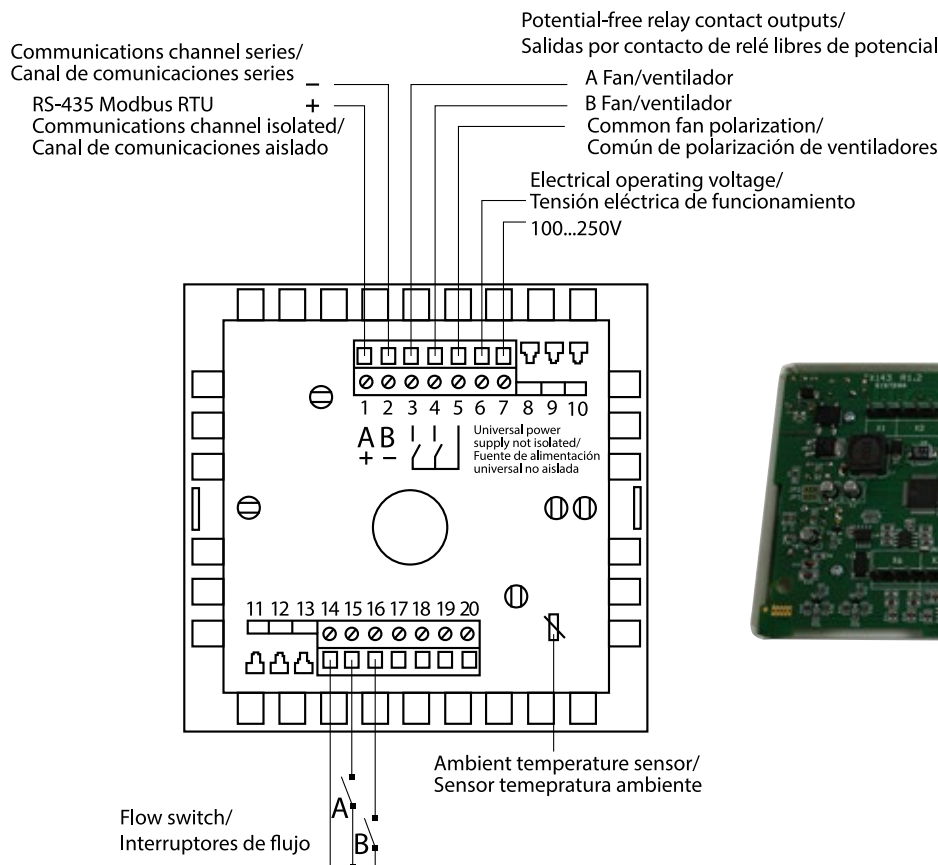 Potential-free relay contact outputs/
Salidas por contacto de relé libres de potencial
Communications channel series/
Canal de comunicaciones series
−
RS-435 Modbus RTU
+
Communications channel isolated/
Canal de comunicaciones aislado
A Fan/ventilador
B Fan/ventilador
Common fan polarization/
Común de polarización de ventiladores
Electrical operating voltage/
Tensión eléctrica de funcionamiento
100...250V
1 2 3 4 5 6 7 8 9 10
A B
+ −
Universal power
supply not isolated/
Fuente de alimentación
universal no aislada
11 12 13 14 15 16 17 18 19 20
Ambient temperature sensor/
Sensor temepratura ambiente
Flow switch/
Interruptores de flujo
A
B
X1 X2